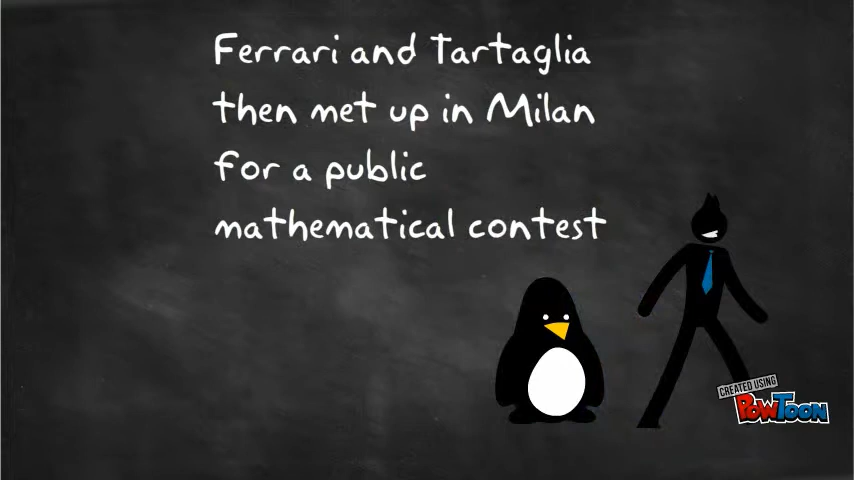 Ferrari and Tartaglia
then met up in Milan
for a public
mathematical contest
CREATED USING
POWTOON